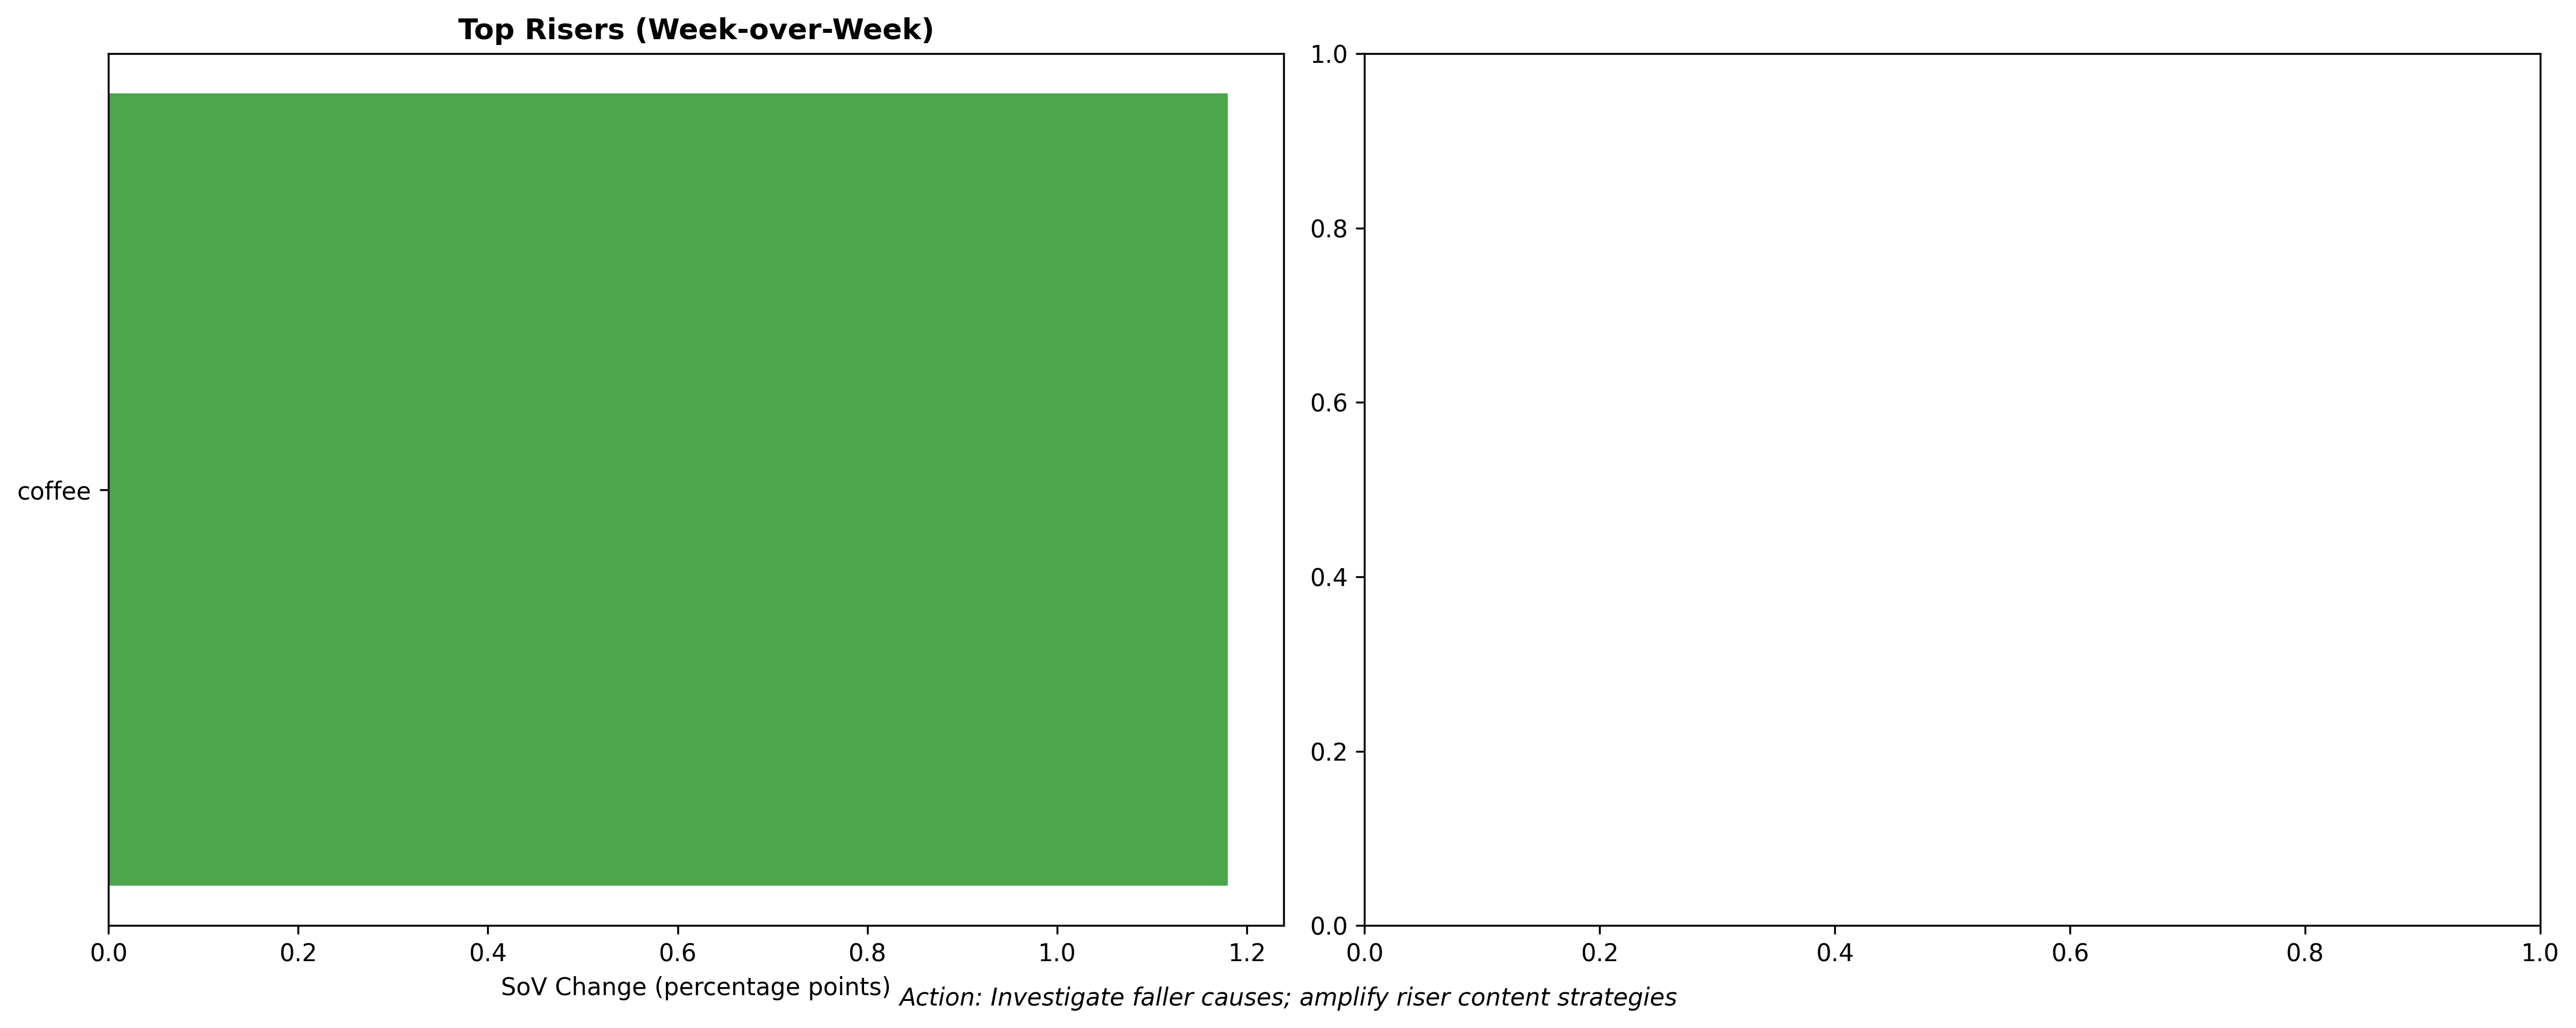 Top Risers (Week-over-Week)
coffee
0.0 0.2 0.4 0.6 0.8 1.0 1.2
SoV Change (percentage points)
1.0
0.8
0.6
0.4
0.2
0.0
0.0 0.2 0.4 0.6 0.8 1.0
Action: Investigate faller causes; amplify riser content strategies